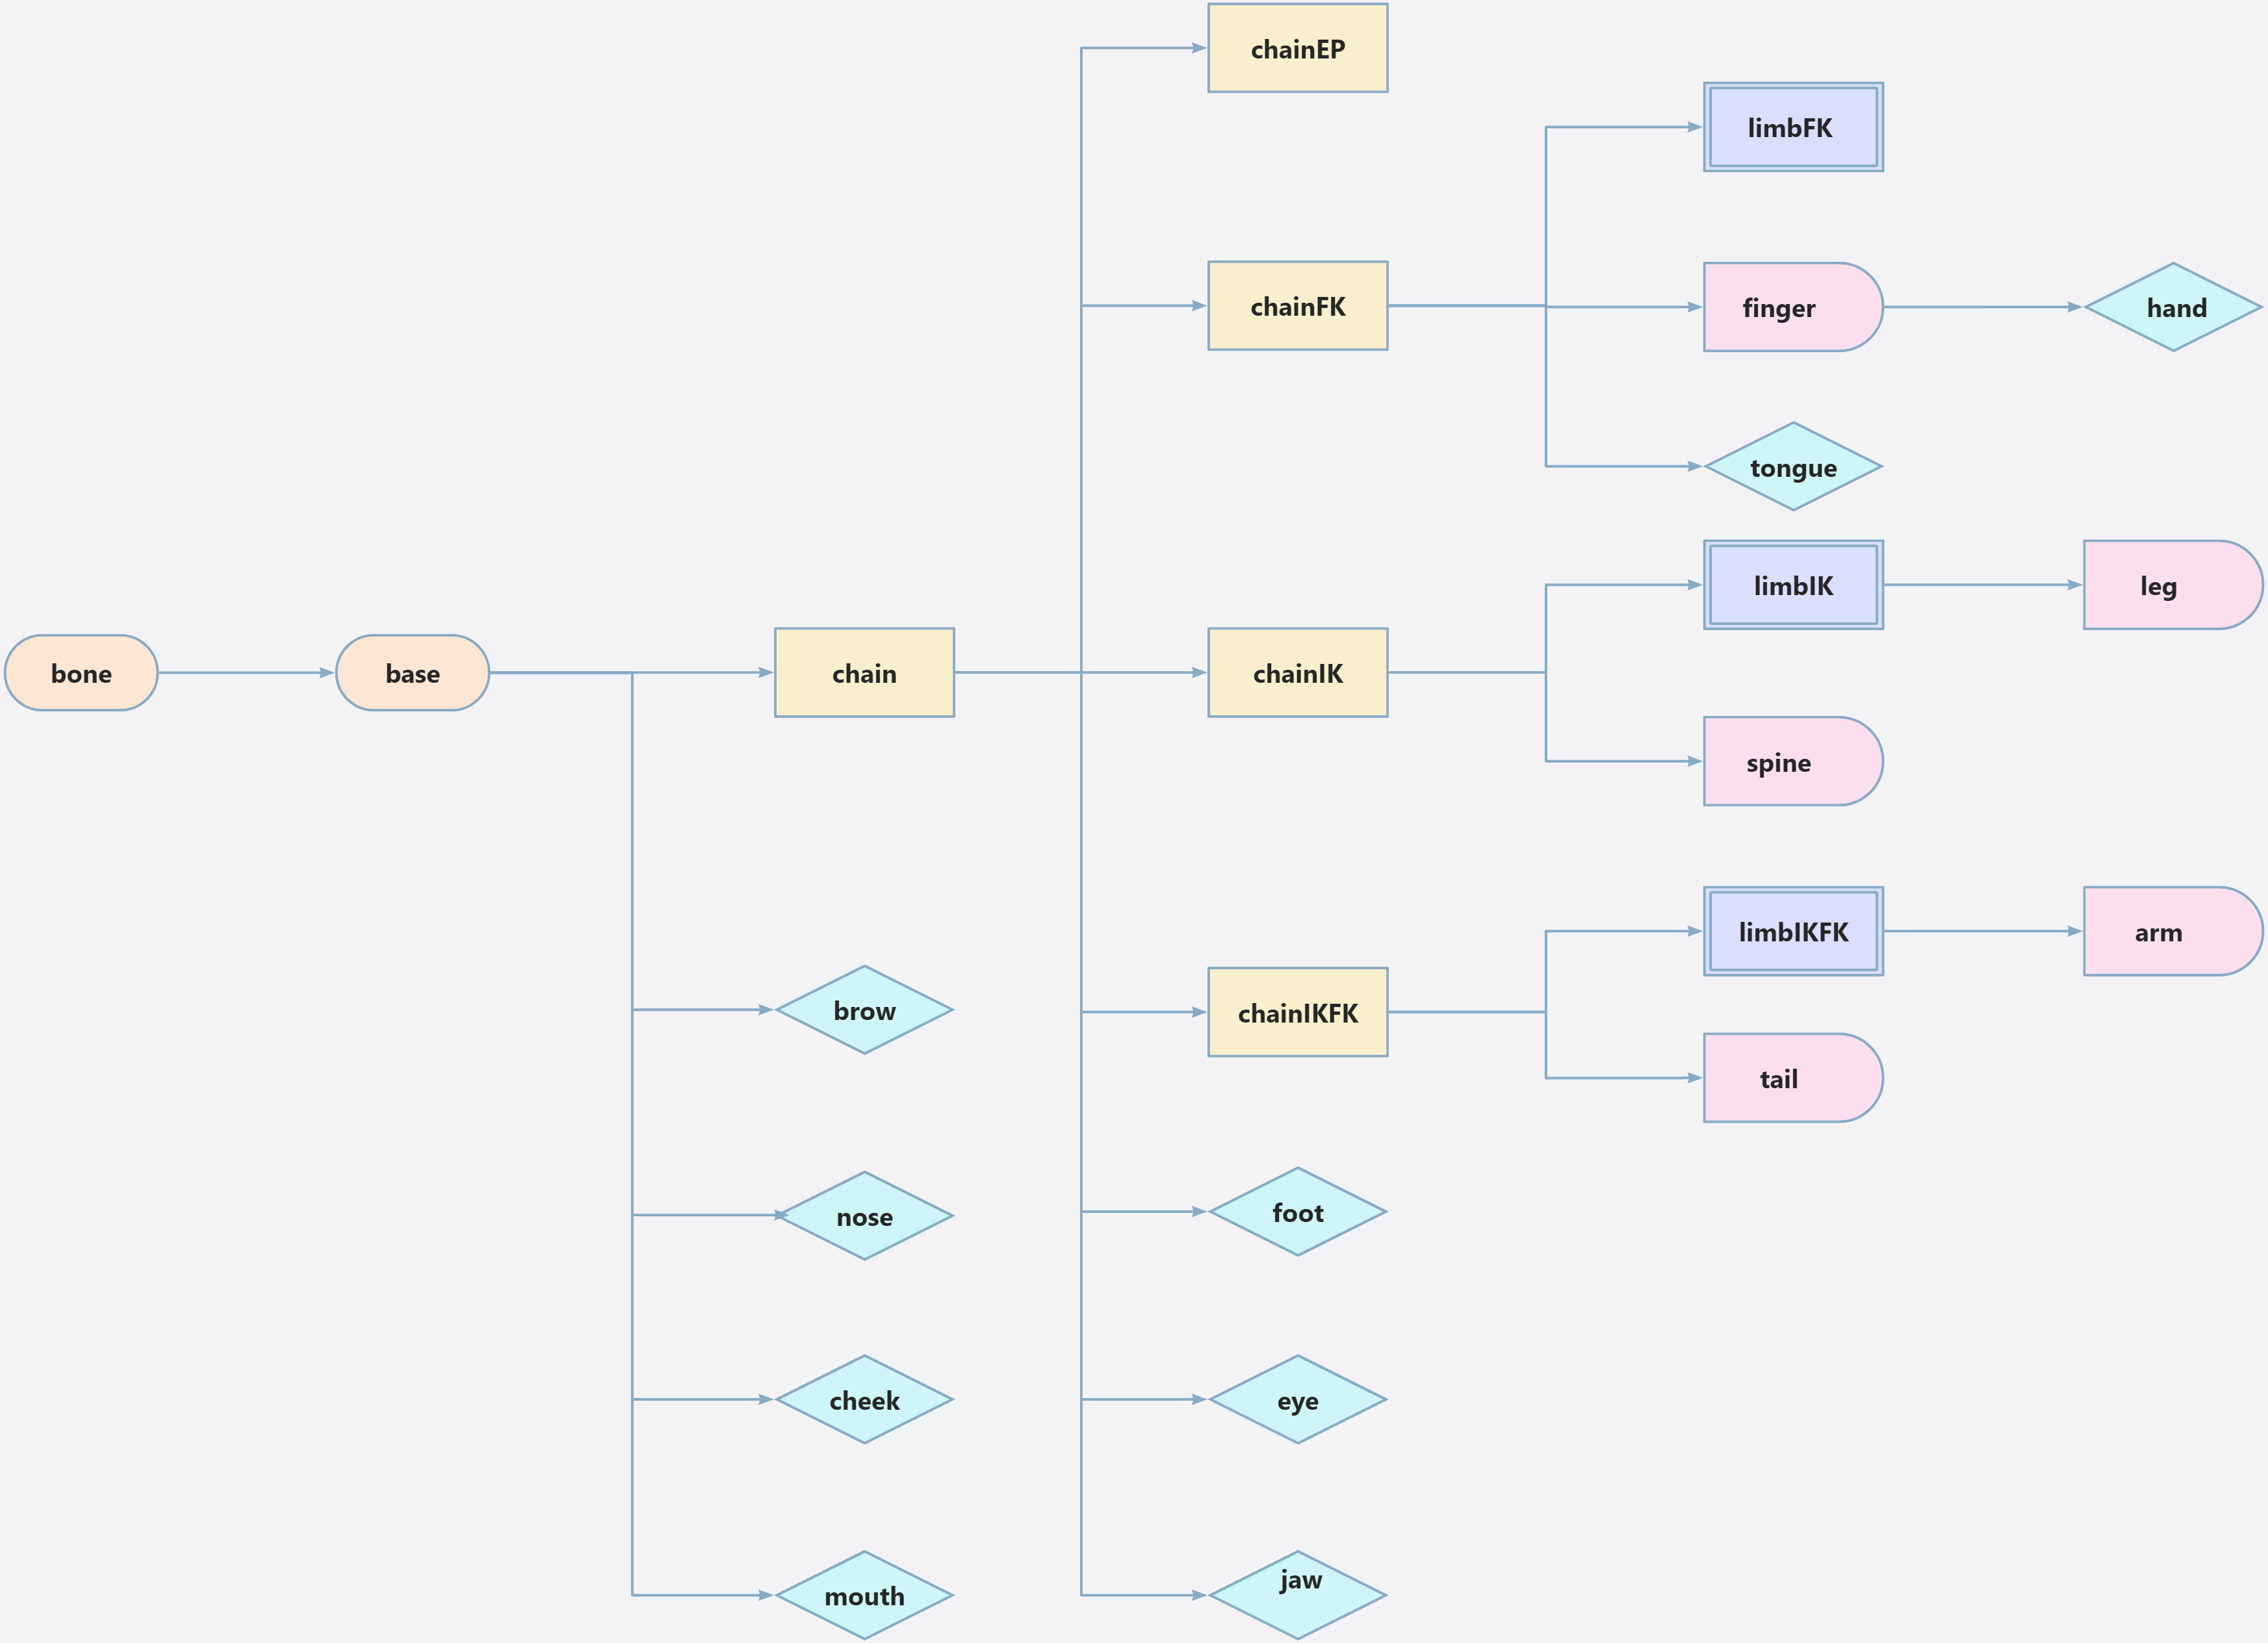 chainEP
limbFK
chainFK
finger
hand
tongue
limbIK
leg
bone
base
chain
chainIK
spine
limbIKFK
arm
brow
chainIKFK
tail
nose
foot
cheek
eye
mouth
jaw